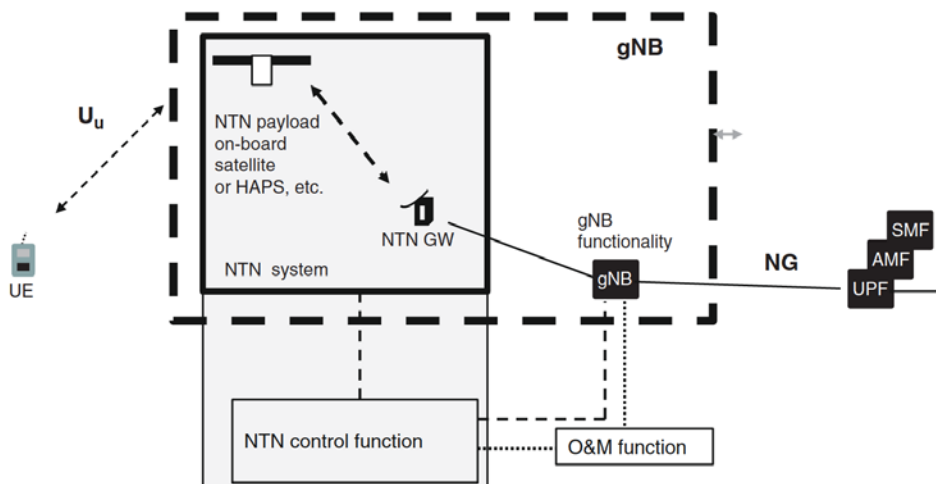 gNB
U_u
NTN payload
on-board
satellite
or HAPS, etc.
NTN GW
NTN system
UE
gNB
functionality
gNB
NG
SMF
AMF
UPF
NTN control function
O&M function